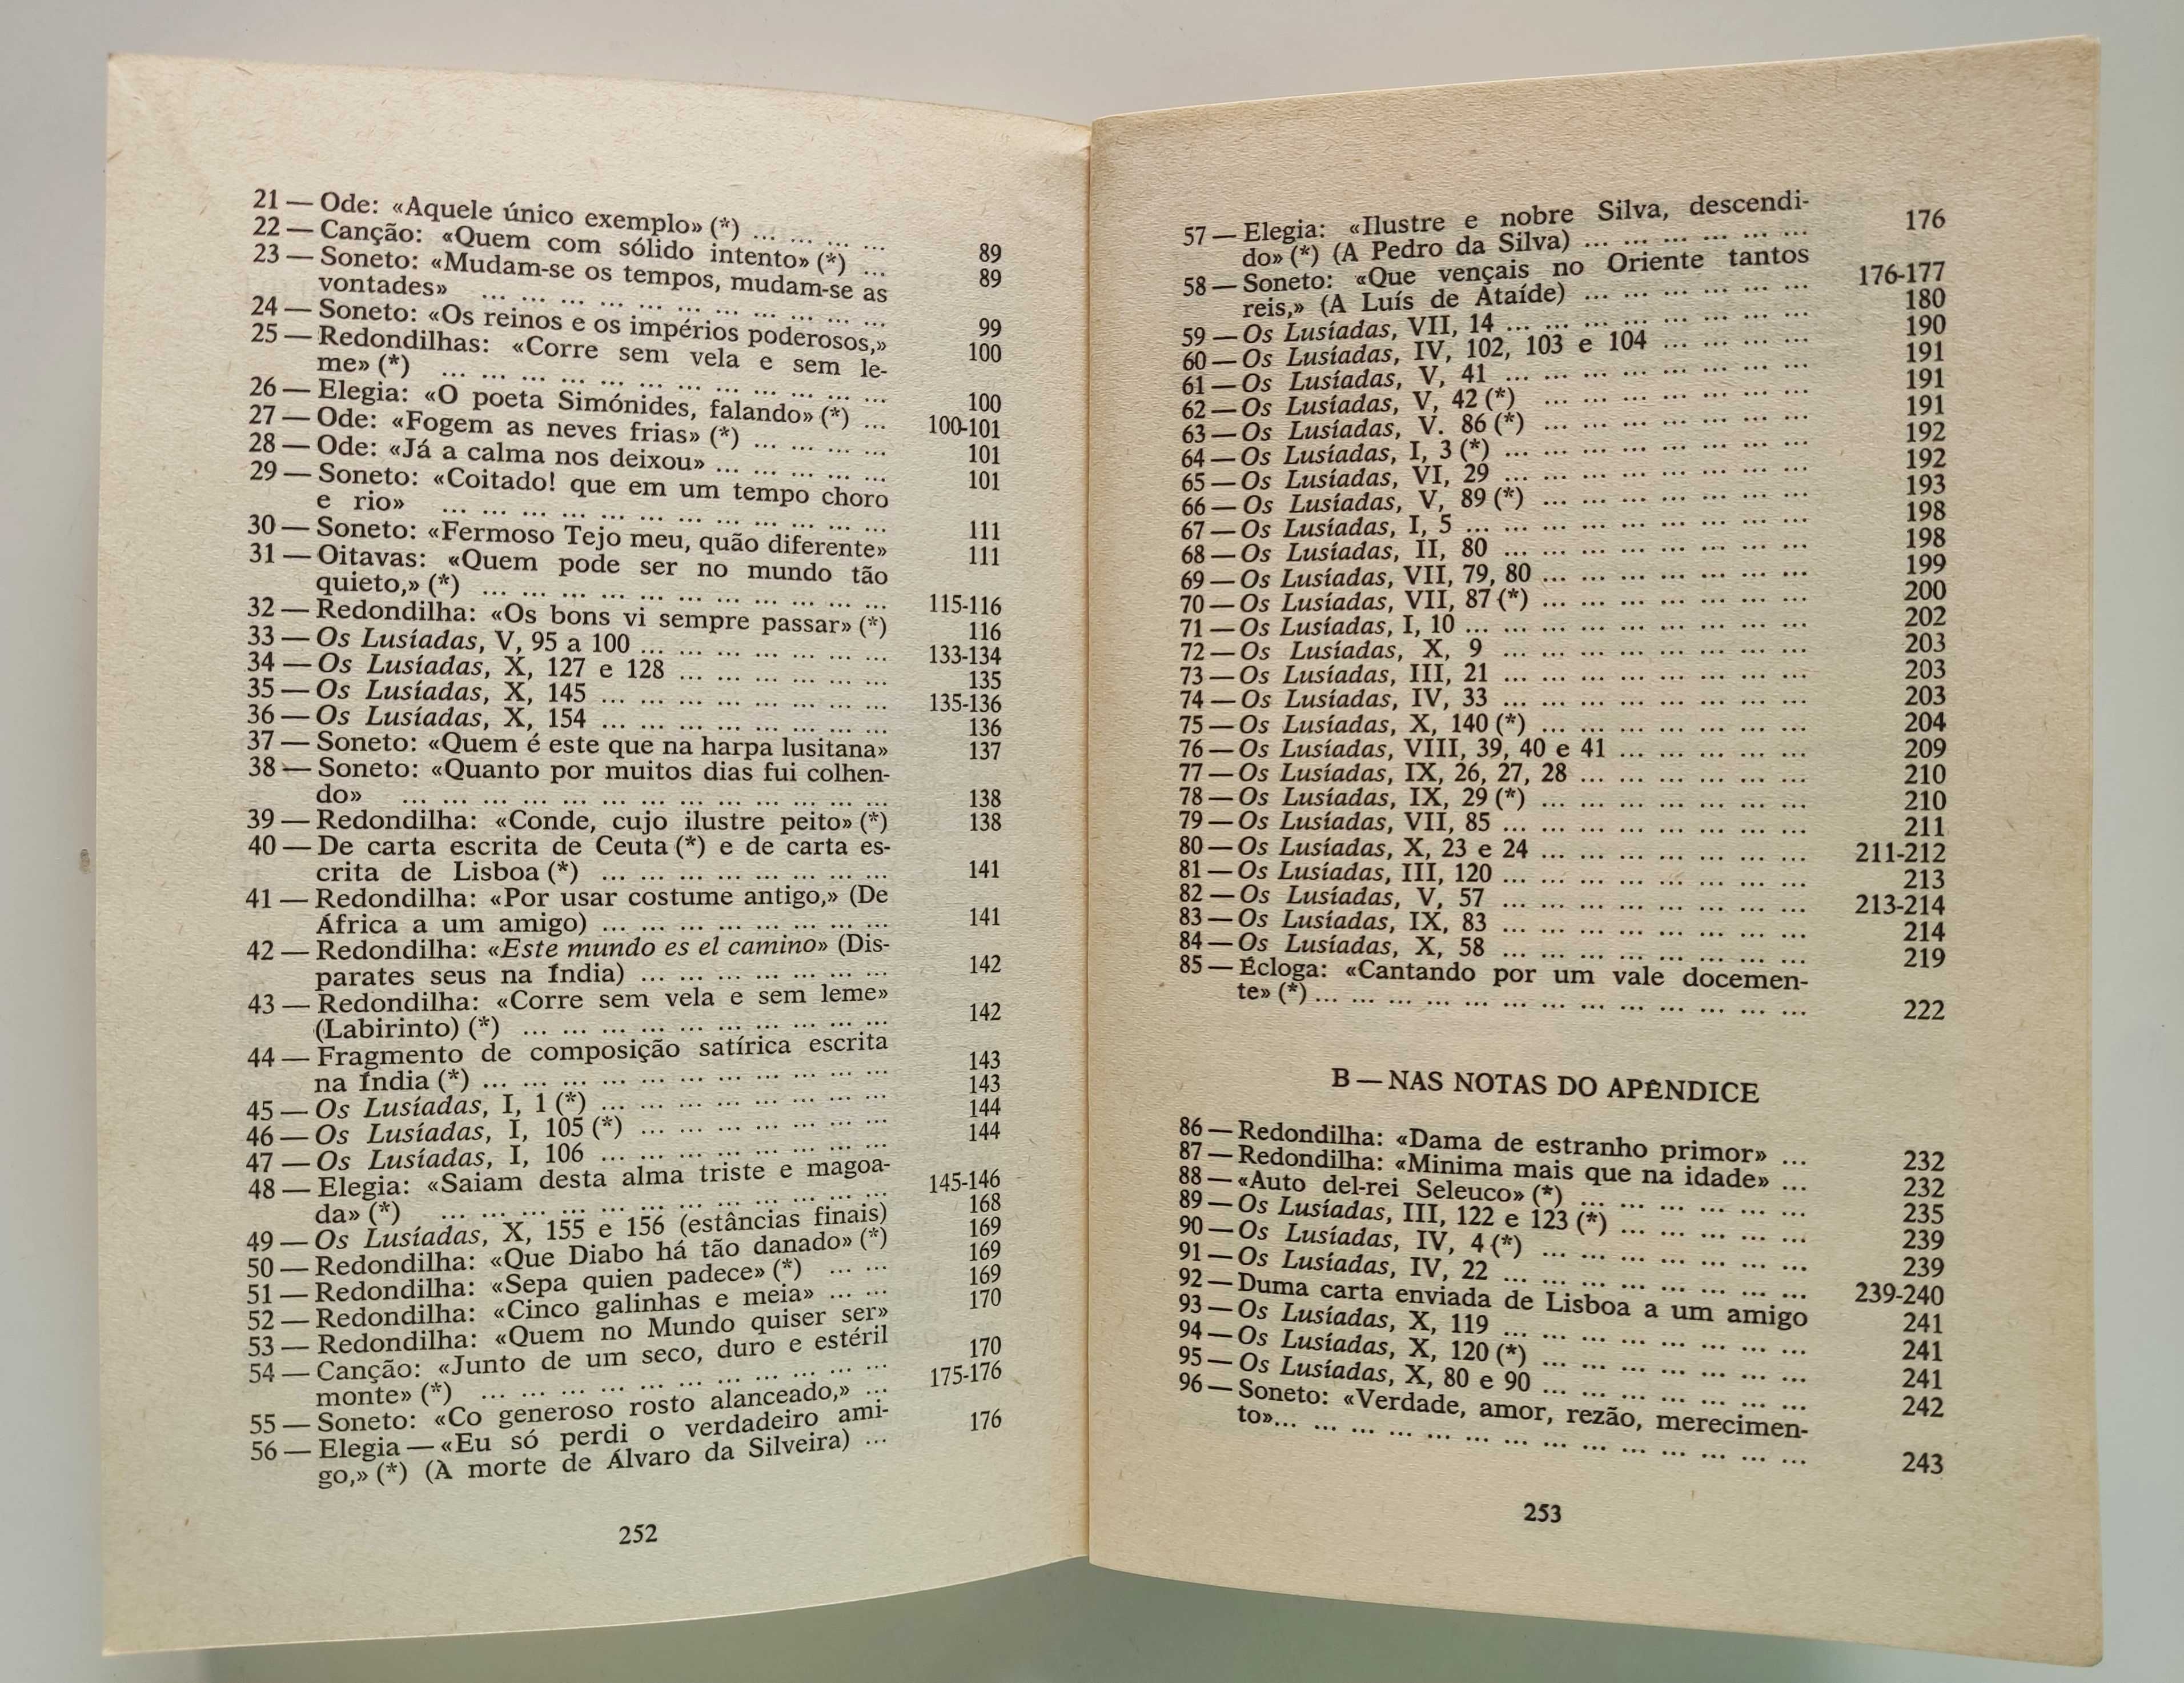 21 — Ode: «Aquele único exemplo» (*) ... ... ... ... 89
22 — Canção: «Quem com sólido intento» (*) ... 89
23 — Soneto: «Mudam-se os tempos, mudam-se as
vontades» ... ... ... ... ... ... ... ... ... ... ... 99
24 — Soneto: «Os reinos e os impérios poderosos,» 100
25 — Redondilhas: «Corre sem vela e sem le-
me» (*) ... ... ... ... ... ... ... ... ... ... ... ... 100
26 — Elegia: «O poeta Simónides, falando» (*) ... 100-101
27 — Ode: «Fogem as neves frias» (*) ... ... ... ... 101
28 — Ode: «Já a calma nos deixou» ... ... ... ... ... 101
29 — Soneto: «Coitado! que em um tempo choro
e rio» ... ... ... ... ... ... ... ... ... ... ... ... 111
30 — Soneto: «Fermoso Tejo meu, quão diferente» 111
31 — Oitavas: «Quem pode ser no mundo tão
quieto,» (*) ... ... ... ... ... ... ... ... ... ... ... 115-116
32 — Redondilha: «Os bons vi sempre passar» (*) 116
33 — Os Lusíadas, V, 95 a 100 ... ... ... ... ... ... ... 133-134
34 — Os Lusíadas, X, 127 e 128 ... ... ... ... ... ... 135
35 — Os Lusíadas, X, 145 ... ... ... ... ... ... ... ... 135-136
36 — Os Lusíadas, X, 154 ... ... ... ... ... ... ... ... 136
37 — Soneto: «Quem é este que na harpa lusitana» 137
38 — Soneto: «Quanto por muitos dias fui colhen-
do» ... ... ... ... ... ... ... ... ... ... ... ... ... 138
39 — Redondilha: «Conde, cujo ilustre peito» (*) 138
40 — De carta escrita de Ceuta (*) e de carta es-
crita de Lisboa (*) ... ... ... ... ... ... ... ... 141
41 — Redondilha: «Por usar costume antigo,» (De
África a um amigo) ... ... ... ... ... ... ... ... 141
42 — Redondilha: «Este mundo es el camino» (Dis-
parates seus na Índia) ... ... ... ... ... ... ... 142
43 — Redondilha: «Corre sem vela e sem leme»
(Labirinto) (*) ... ... ... ... ... ... ... ... ... ... 142
44 — Fragmento de composição satírica escrita
na Índia (*) ... ... ... ... ... ... ... ... ... ... ... 143
45 — Os Lusíadas, I, 1 (*) ... ... ... ... ... ... ... ... 143
46 — Os Lusíadas, I, 105 (*) ... ... ... ... ... ... ... 144
47 — Os Lusíadas, I, 106 ... ... ... ... ... ... ... ... 144
48 — Elegia: «Saiam desta alma triste e magoa-
da» (*) ... ... ... ... ... ... ... ... ... ... ... ... 145-146
49 — Os Lusíadas, X, 155 e 156 (estâncias finais) 168
50 — Redondilha: «Que Diabo há tão danado» (*) 169
51 — Redondilha: «Sepa quien padece» (*) ... ... 169
52 — Redondilha: «Cinco galinhas e meia» ... ... 169
53 — Redondilha: «Quem no Mundo quiser ser» 170
54 — Canção: «Junto de um seco, duro e estéril
monte» (*) ... ... ... ... ... ... ... ... ... ... ... 170
55 — Soneto: «Co generoso rosto alanceado,» ... 175-176
56 — Elegia — «Eu só perdi o verdadeiro ami-
go,» (*) (À morte de Álvaro da Silveira) ... 176
252
57 — Elegia: «Ilustre e nobre Silva, descendi-
do» (*) (A Pedro da Silva) ... ... ... ... ... ... 176
58 — Soneto: «Que vençais no Oriente tantos
reis,» (A Luís de Ataíde) ... ... ... ... ... ... 176-177
59 — Os Lusíadas, VII, 14 ... ... ... ... ... ... ... ... 180
60 — Os Lusíadas, IV, 102, 103 e 104 ... ... ... ... 190
61 — Os Lusíadas, V, 41 ... ... ... ... ... ... ... ... 191
62 — Os Lusíadas, V, 42 (*) ... ... ... ... ... ... ... 191
63 — Os Lusíadas, V. 86 (*) ... ... ... ... ... ... ... 191
64 — Os Lusíadas, I, 3 (*) ... ... ... ... ... ... ... ... 192
65 — Os Lusíadas, VI, 29 ... ... ... ... ... ... ... ... 192
66 — Os Lusíadas, V, 89 (*) ... ... ... ... ... ... ... 193
67 — Os Lusíadas, I, 5 ... ... ... ... ... ... ... ... ... 198
68 — Os Lusíadas, II, 80 ... ... ... ... ... ... ... ... 198
69 — Os Lusíadas, VII, 79, 80 ... ... ... ... ... ... ... 199
70 — Os Lusíadas, VII, 87 (*) ... ... ... ... ... ... ... 200
71 — Os Lusíadas, I, 10 ... ... ... ... ... ... ... ... ... 202
72 — Os Lusíadas, X, 9 ... ... ... ... ... ... ... ... 203
73 — Os Lusíadas, III, 21 ... ... ... ... ... ... ... ... 203
74 — Os Lusíadas, IV, 33 ... ... ... ... ... ... ... ... 203
75 — Os Lusíadas, X, 140 (*) ... ... ... ... ... ... ... 204
76 — Os Lusíadas, VIII, 39, 40 e 41 ... ... ... ... ... 209
77 — Os Lusíadas, IX, 26, 27, 28 ... ... ... ... ... ... 210
78 — Os Lusíadas, IX, 29 (*) ... ... ... ... ... ... ... 210
79 — Os Lusíadas, VII, 85 ... ... ... ... ... ... ... ... 211
80 — Os Lusíadas, X, 23 e 24 ... ... ... ... ... ... ... 211-212
81 — Os Lusíadas, III, 120 ... ... ... ... ... ... ... ... 213
82 — Os Lusíadas, V, 57 ... ... ... ... ... ... ... ... 213-214
83 — Os Lusíadas, IX, 83 ... ... ... ... ... ... ... ... 214
84 — Os Lusíadas, X, 58 ... ... ... ... ... ... ... ... 219
85 — Écloga: «Cantando por um vale docemen-
te» (*) ... ... ... ... ... ... ... ... ... ... ... ... ... 222
B — NAS NOTAS DO APÊNDICE
86 — Redondilha: «Dama de estranho primor» ... 232
87 — Redondilha: «Minima mais que na idade» ... 232
88 — «Auto del-rei Seleuco» (*) ... ... ... ... ... ... 235
89 — Os Lusíadas, III, 122 e 123 (*) ... ... ... ... ... 239
90 — Os Lusíadas, IV, 4 (*) ... ... ... ... ... ... ... 239
91 — Os Lusíadas, IV, 22 ... ... ... ... ... ... ... ... 239-240
92 — Duma carta enviada de Lisboa a um amigo 241
93 — Os Lusíadas, X, 119 ... ... ... ... ... ... ... ... 241
94 — Os Lusíadas, X, 120 (*) ... ... ... ... ... ... ... 241
95 — Os Lusíadas, X, 80 e 90 ... ... ... ... ... ... ... 242
96 — Soneto: «Verdade, amor, rezão, merecimen-
to»... ... ... ... ... ... ... ... ... ... ... ... ... ... 243
253